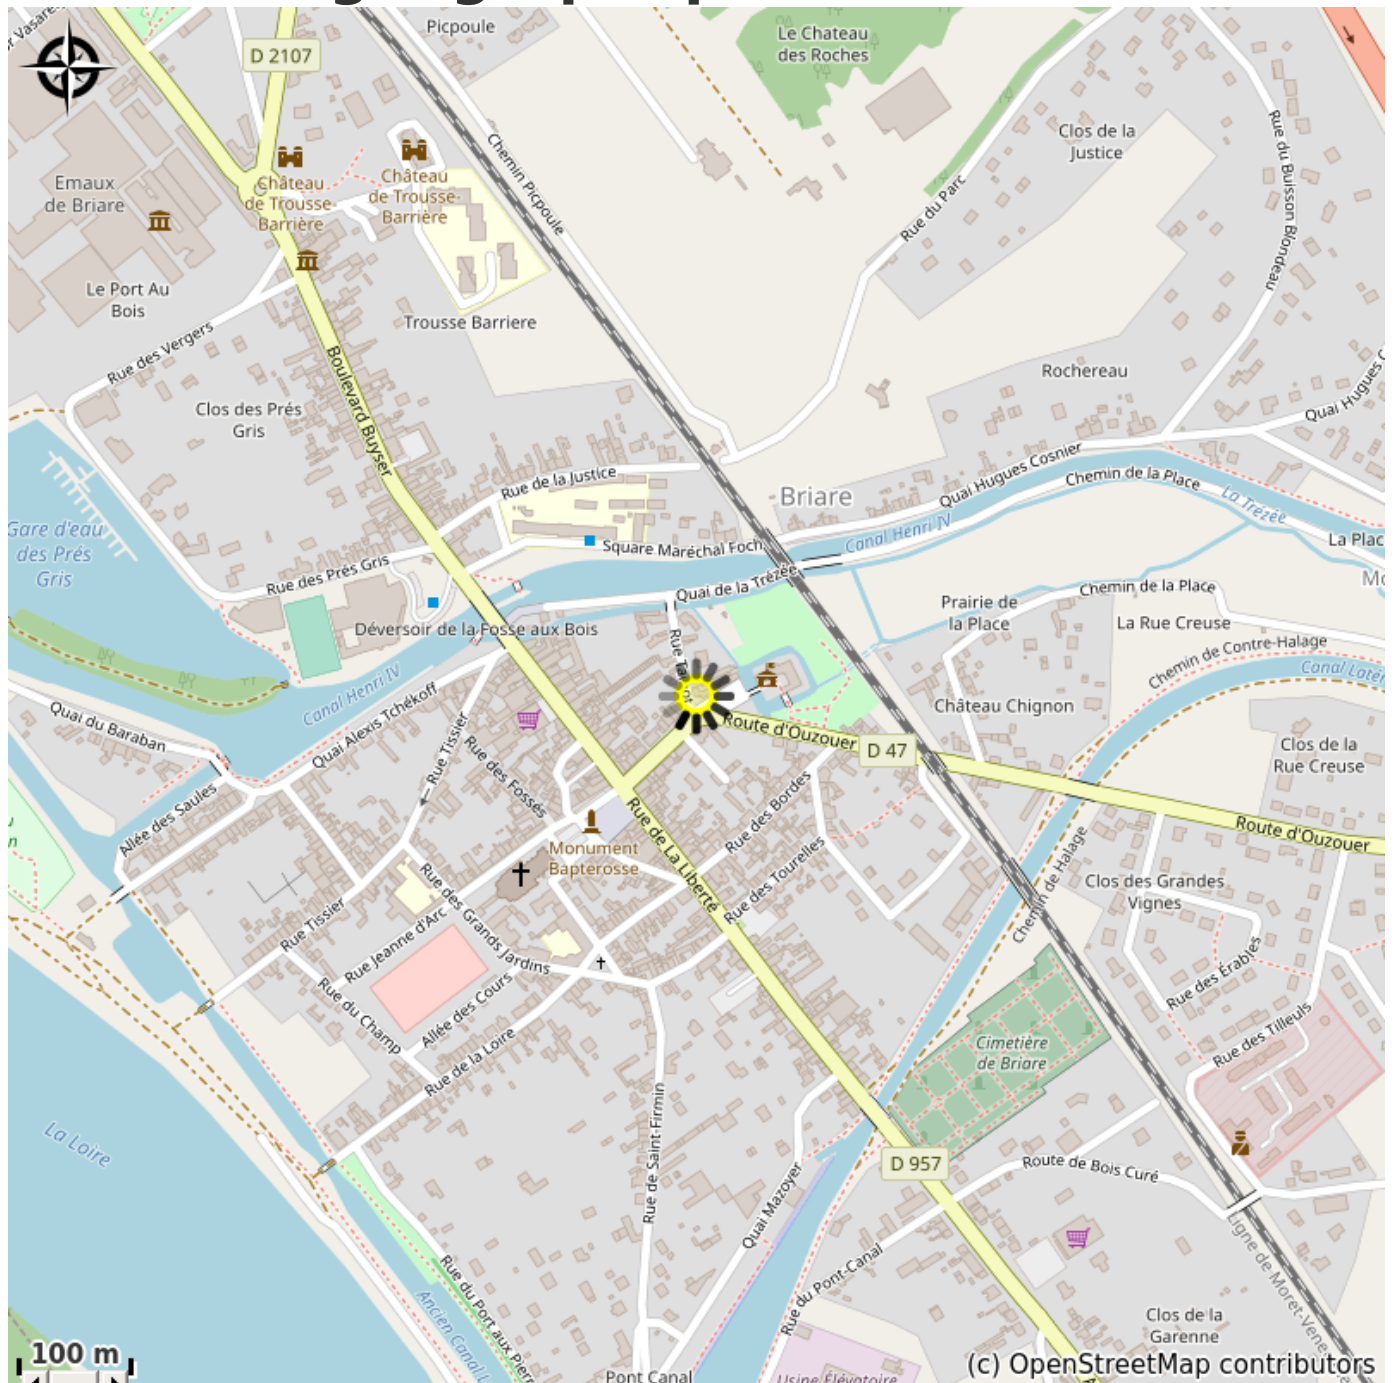 Picpoule
Le Chateau
des Roches
D 2107
Chemin Picpoule
Clos de la
Justice
Rue du Buisson Blondeau
Emaux
de Briare
Château
de Trousse-
Barrière
Château
de Trousse-
Barrière
Rue du Parc
Le Port Au
Bois
Trousse Barriere
Rue des Vergers
Boulevard Buyser
Rochereau
Clos des Prés
Gris
Quai Hugues C
Rue de la Justice
Briare
Quai Hugues Cosnier
Chemin de la Place
La Trézée
Canal Henri IV
Gare d'eau
des Prés
Gris
Square Maréchal Foch
La Plac
Rue des Prés Gris
Quai de la Trézée
Chemin de la Place
Prairie de
la Place
La Rue Creuse
Déversoir de la Fosse aux Bois
Chemin de Contre-Halage
Canal Henri IV
Quai Alexis Tchékoff
Château Chignon
Quai du Baraban
Rue Tissier
Route d'Ouzouer
D 47
Clos de la
Rue Creuse
Rue des Fossés
Allée des Saules
Rue de La Liberté
Rue des Bordes
Route d'Ouzouer
Monument
Bapterosse
Rue des Tourelles
Chemin de Halage
Clos des Grandes
Vignes
Rue des Grands Jardins
Rue Tissier
Rue Jeanne d'Arc
Rue des Érables
Rue du Champ
Allée des Cours
Rue de la Loire
Rue des Tilleuls
Cimetière
de Briare
La Loire
Rue de Saint-Firmin
D 957
Route de Bois Curé
Quai Mazoyer
Rue du Pont-Canal
Rue du Port aux Pierr
Ancien Canal L
Ligne de Moret-Vene
Clos de la
Garenne
100 m
Pont Canal
Usine Élévatoire
(c) OpenStreetMap contributors